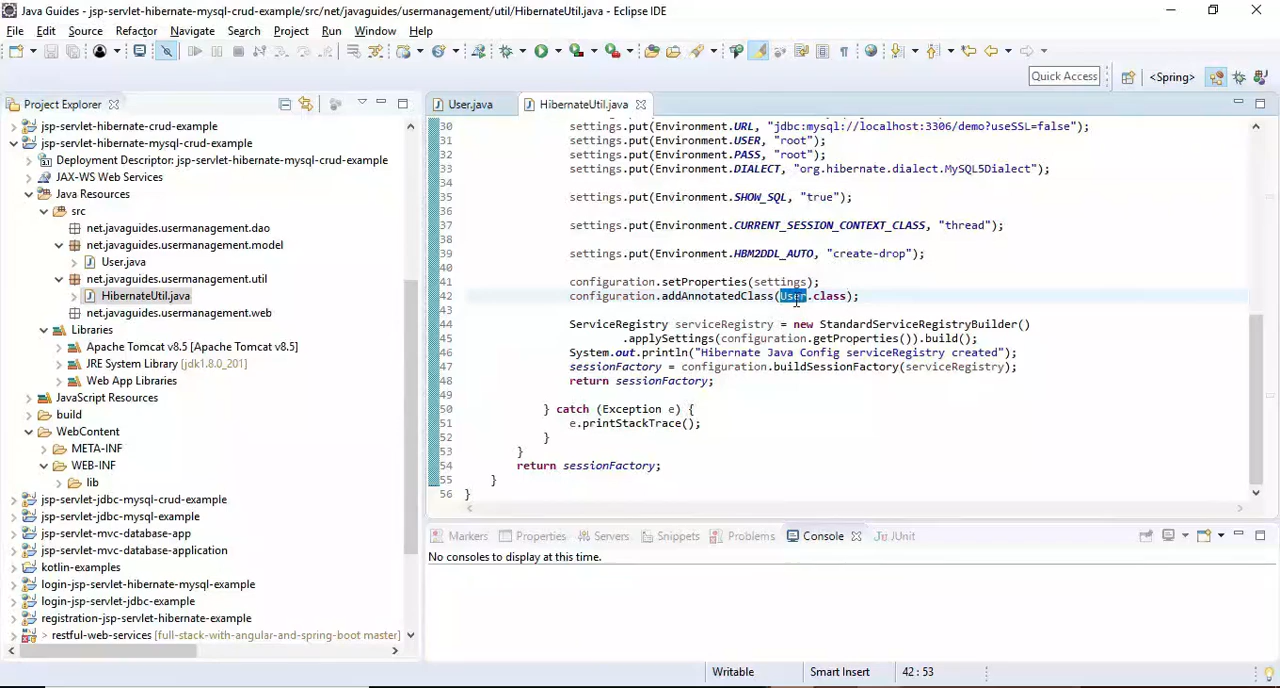 Java Guides - jsp-servlet-hibernate-mysql-crud-example/src/net/javaguides/usermanagement/util/HibernateUtil.java - Eclipse IDE
File Edit Source Refactor Navigate Search Project Run Window Help
Quick Access
<Spring>
Project Explorer
jsp-servlet-hibernate-crud-example
jsp-servlet-hibernate-mysql-crud-example
Deployment Descriptor: jsp-servlet-hibernate-mysql-crud-example
JAX-WS Web Services
Java Resources
src
net.javaguides.usermanagement.dao
net.javaguides.usermanagement.model
User.java
net.javaguides.usermanagement.util
HibernateUtil.java
net.javaguides.usermanagement.web
Libraries
Apache Tomcat v8.5 [Apache Tomcat v8.5]
JRE System Library [jdk1.8.0_201]
Web App Libraries
JavaScript Resources
build
WebContent
META-INF
WEB-INF
lib
jsp-servlet-jdbc-mysql-crud-example
jsp-servlet-jdbc-mysql-example
jsp-servlet-mvc-database-app
jsp-servlet-mvc-database-application
kotlin-examples
login-jsp-servlet-hibernate-mysql-example
login-jsp-servlet-jdbc-example
registration-jsp-servlet-hibernate-example
> restful-web-services [full-stack-with-angular-and-spring-boot master]
User.java HibernateUtil.java
30 settings.put(Environment.URL, "jdbc:mysql://localhost:3306/demo?useSSL=false");
31 settings.put(Environment.USER, "root");
32 settings.put(Environment.PASS, "root");
33 settings.put(Environment.DIALECT, "org.hibernate.dialect.MySQL5Dialect");
34
35 settings.put(Environment.SHOW_SQL, "true");
36
37 settings.put(Environment.CURRENT_SESSION_CONTEXT_CLASS, "thread");
38
39 settings.put(Environment.HBM2DDL_AUTO, "create-drop");
40
41 configuration.setProperties(settings);
42 configuration.addAnnotatedClass(User.class);
43
44 ServiceRegistry serviceRegistry = new StandardServiceRegistryBuilder()
45 .applySettings(configuration.getProperties()).build();
46 System.out.println("Hibernate Java Config serviceRegistry created");
47 sessionFactory = configuration.buildSessionFactory(serviceRegistry);
48 return sessionFactory;
49
50 } catch (Exception e) {
51 e.printStackTrace();
52 }
53 }
54 return sessionFactory;
55 }
56 }
Markers Properties Servers Snippets Problems Console JUnit
No consoles to display at this time.
Writable Smart Insert 42 : 53